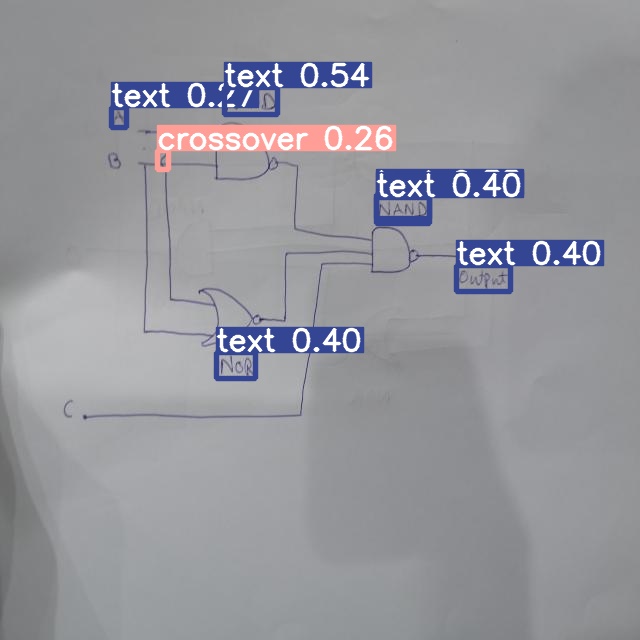 text 0.54
text 0.27
A
D
crossover 0.26
B
text 0.40
NAND
text 0.40
Output
text 0.40
NOR
C